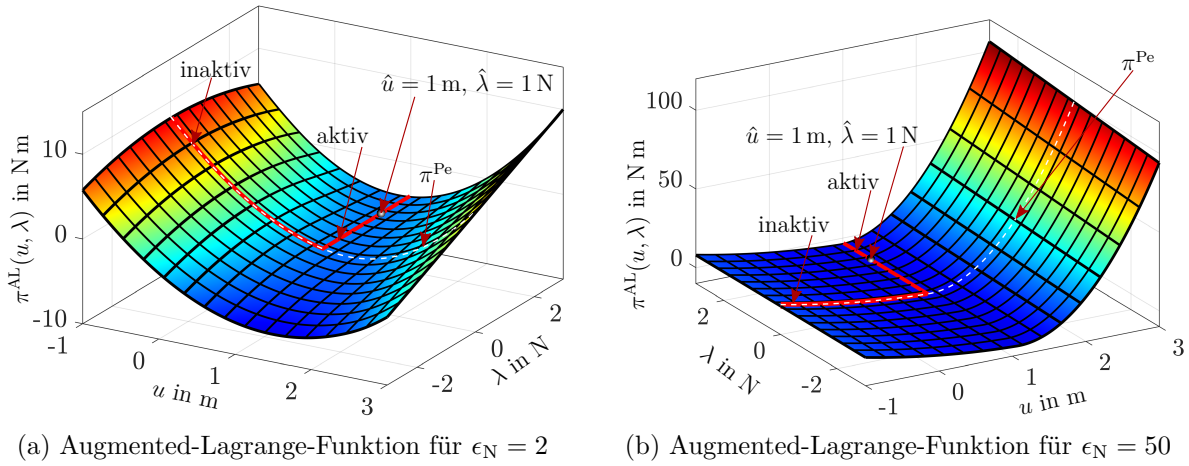 inaktiv
û = 1 m, λ̂ = 1 N
aktiv
π^Pe
π^AL(u, λ) in N m
10
0
-10
-1
0
1
2
3
u in m
-2
0
2
λ in N
(a) Augmented-Lagrange-Funktion für ϵ_N = 2
π^Pe
û = 1 m, λ̂ = 1 N
aktiv
inaktiv
π^AL(u, λ) in N m
100
50
0
2
0
-2
λ in N
-1
0
1
2
3
u in m
(b) Augmented-Lagrange-Funktion für ϵ_N = 50